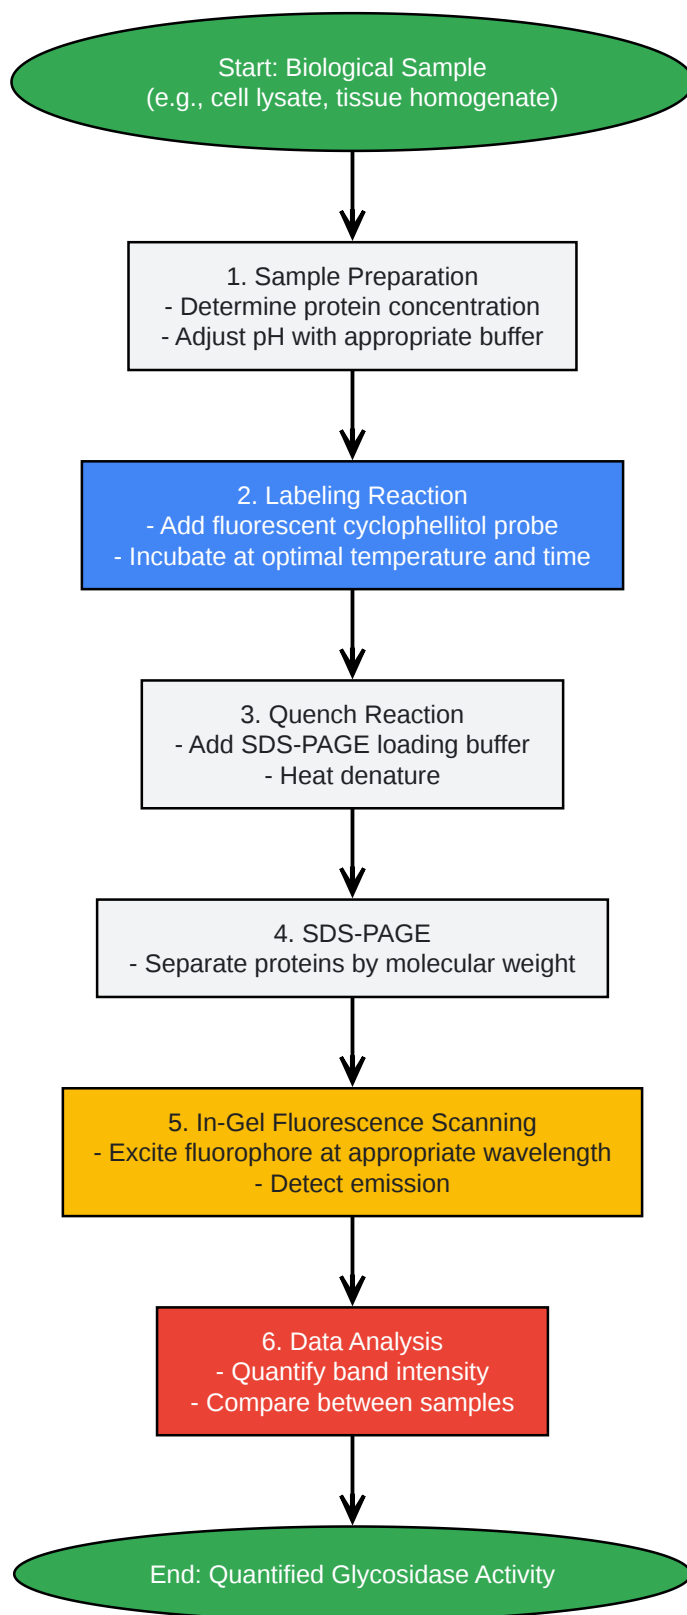 Start: Biological Sample
(e.g., cell lysate, tissue homogenate)
1. Sample Preparation
- Determine protein concentration
- Adjust pH with appropriate buffer
2. Labeling Reaction
- Add fluorescent cyclophellitol probe
- Incubate at optimal temperature and time
3. Quench Reaction
- Add SDS-PAGE loading buffer
- Heat denature
4. SDS-PAGE
- Separate proteins by molecular weight
5. In-Gel Fluorescence Scanning
- Excite fluorophore at appropriate wavelength
- Detect emission
6. Data Analysis
- Quantify band intensity
- Compare between samples
End: Quantified Glycosidase Activity